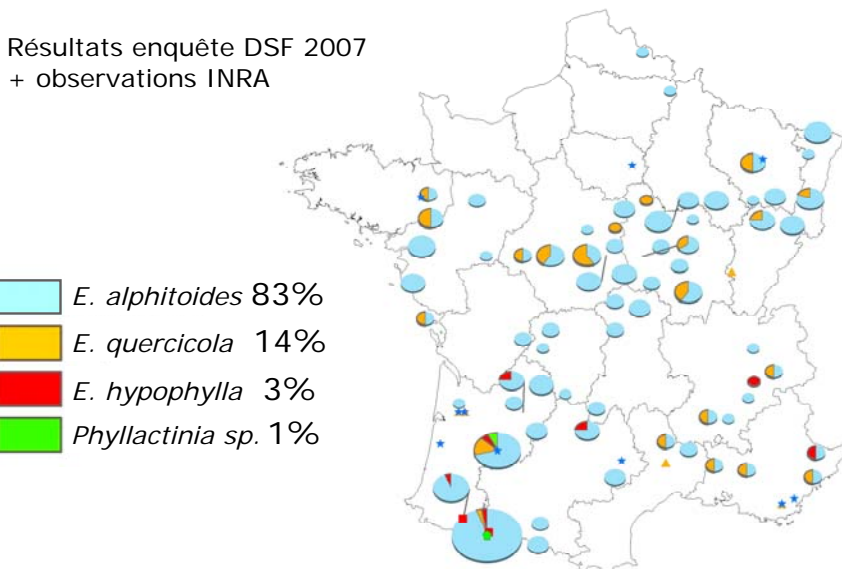 Résultats enquête DSF 2007
+ observations INRA
E. alphitoides 83%
E. quercicola 14%
E. hypophylla 3%
Phyllactinia sp. 1%